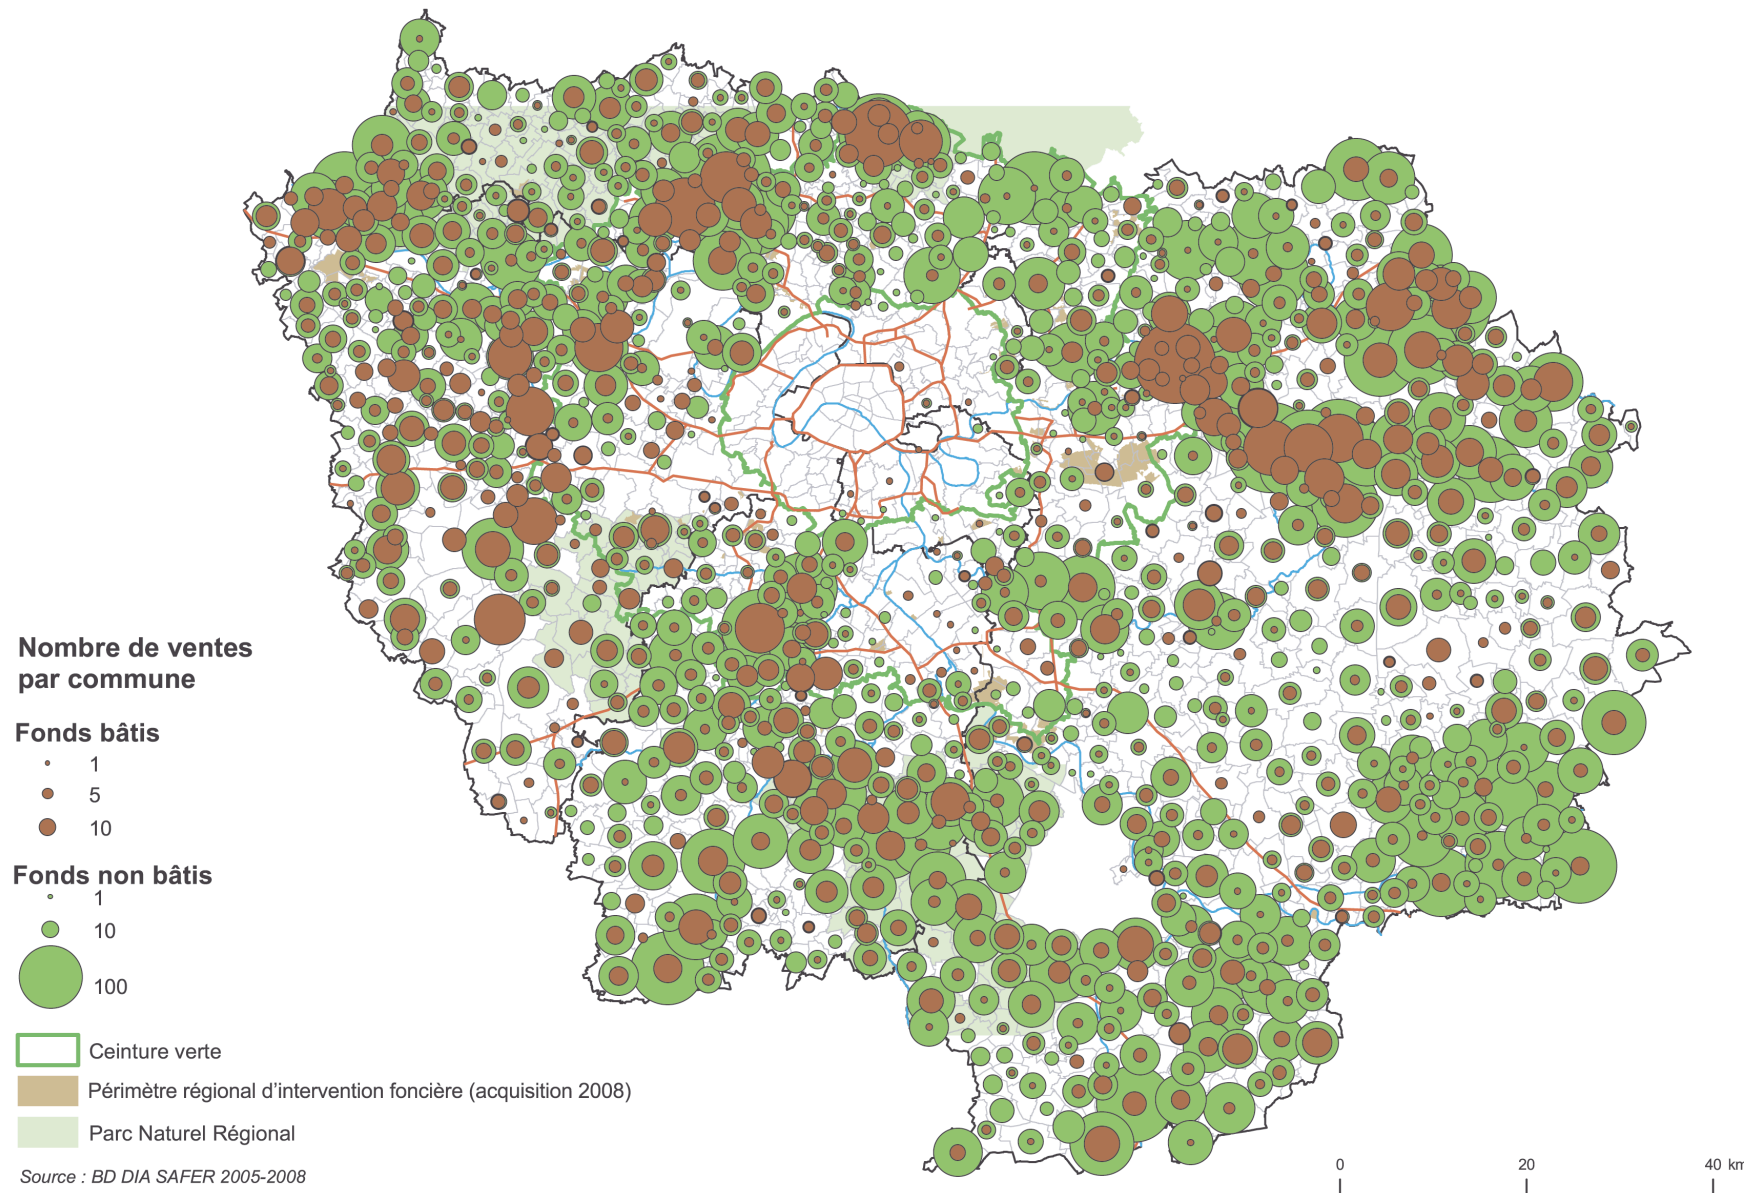 Nombre de ventes
par commune
Fonds bâtis
1
5
10
Fonds non bâtis
1
10
100
Ceinture verte
Périmètre régional d'intervention foncière (acquisition 2008)
Parc Naturel Régional
Source : BD DIA SAFER 2005-2008
0 20 40 km